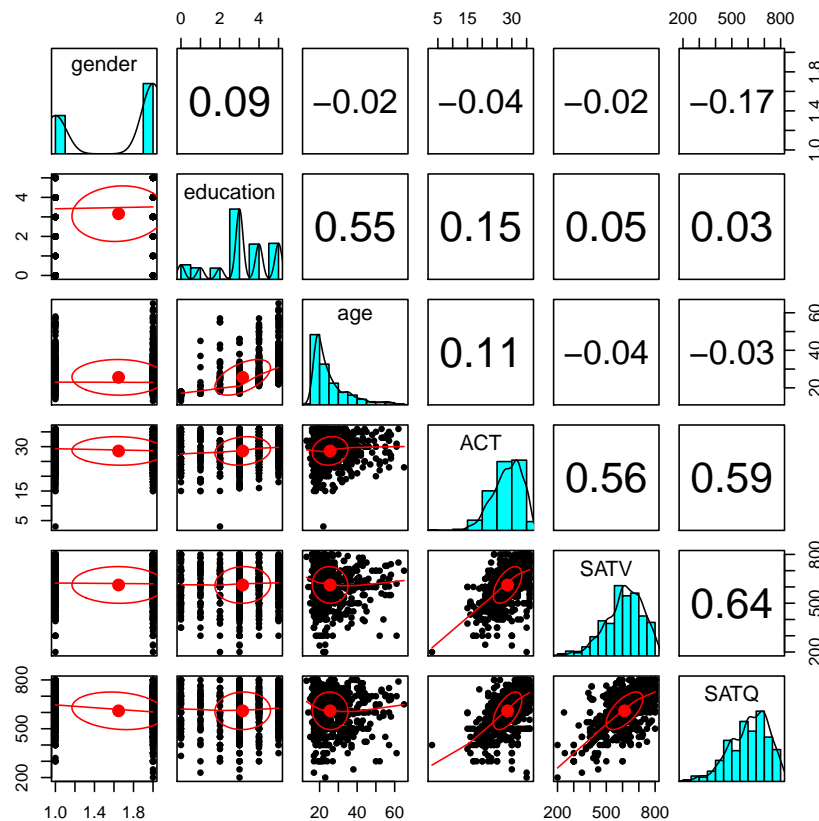 0 2 4 5 15 30 200 600 800
gender 0.09 −0.02 −0.04 −0.02 −0.17 1.0 1.4 1.8
0 2 4 education 0.55 0.15 0.05 0.03
age 0.11 −0.04 −0.03 20 40 60
5 15 30 ACT 0.56 0.59
SATV 0.64 200 500 800
200 500 800 SATQ
1.0 1.4 1.8 20 40 60 200 500 800